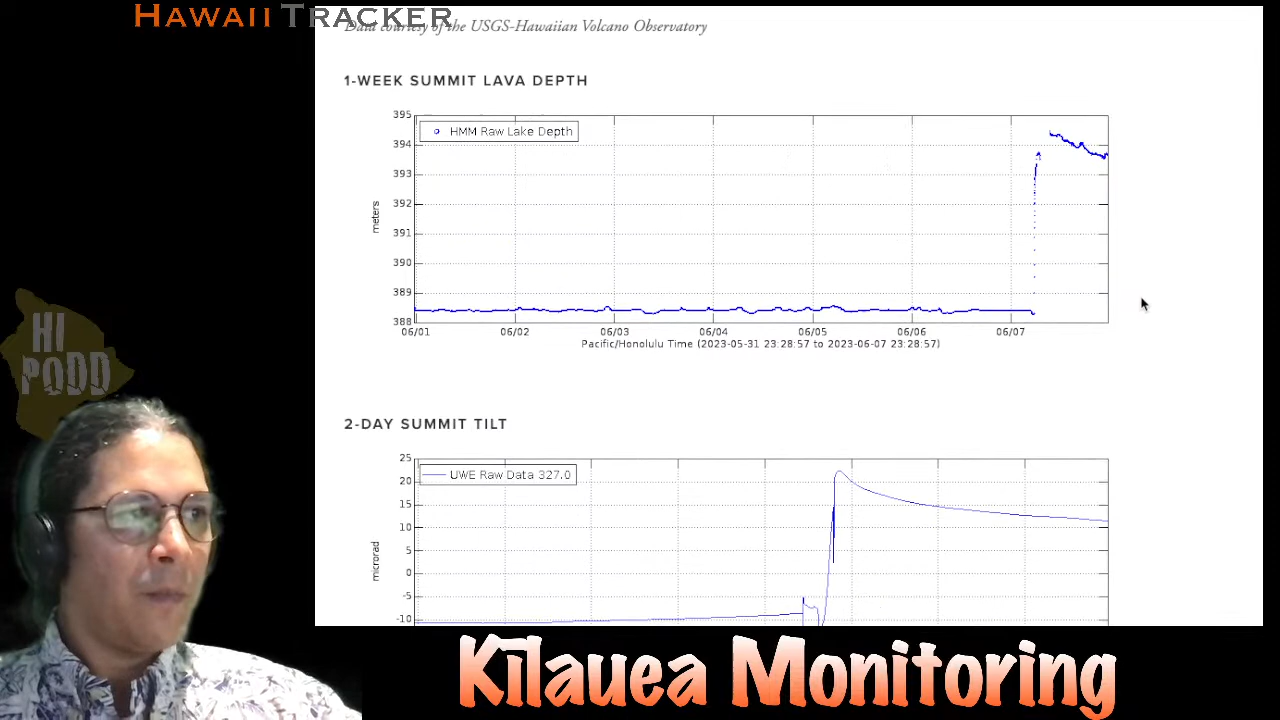 HAWAII TRACKER
Data courtesy of the USGS-Hawaiian Volcano Observatory
1-WEEK SUMMIT LAVA DEPTH
395
HMM Raw Lake Depth
394
393
392
391
390
389
388
meters
06/01 06/02 06/03 06/04 06/05 06/06 06/07
Pacific/Honolulu Time (2023-05-31 23:28:57 to 2023-06-07 23:28:57)
HI
PODD
2-DAY SUMMIT TILT
25
UWE Raw Data 327.0
20
15
10
5
0
-5
-10
microrad
Kīlauea Monitoring